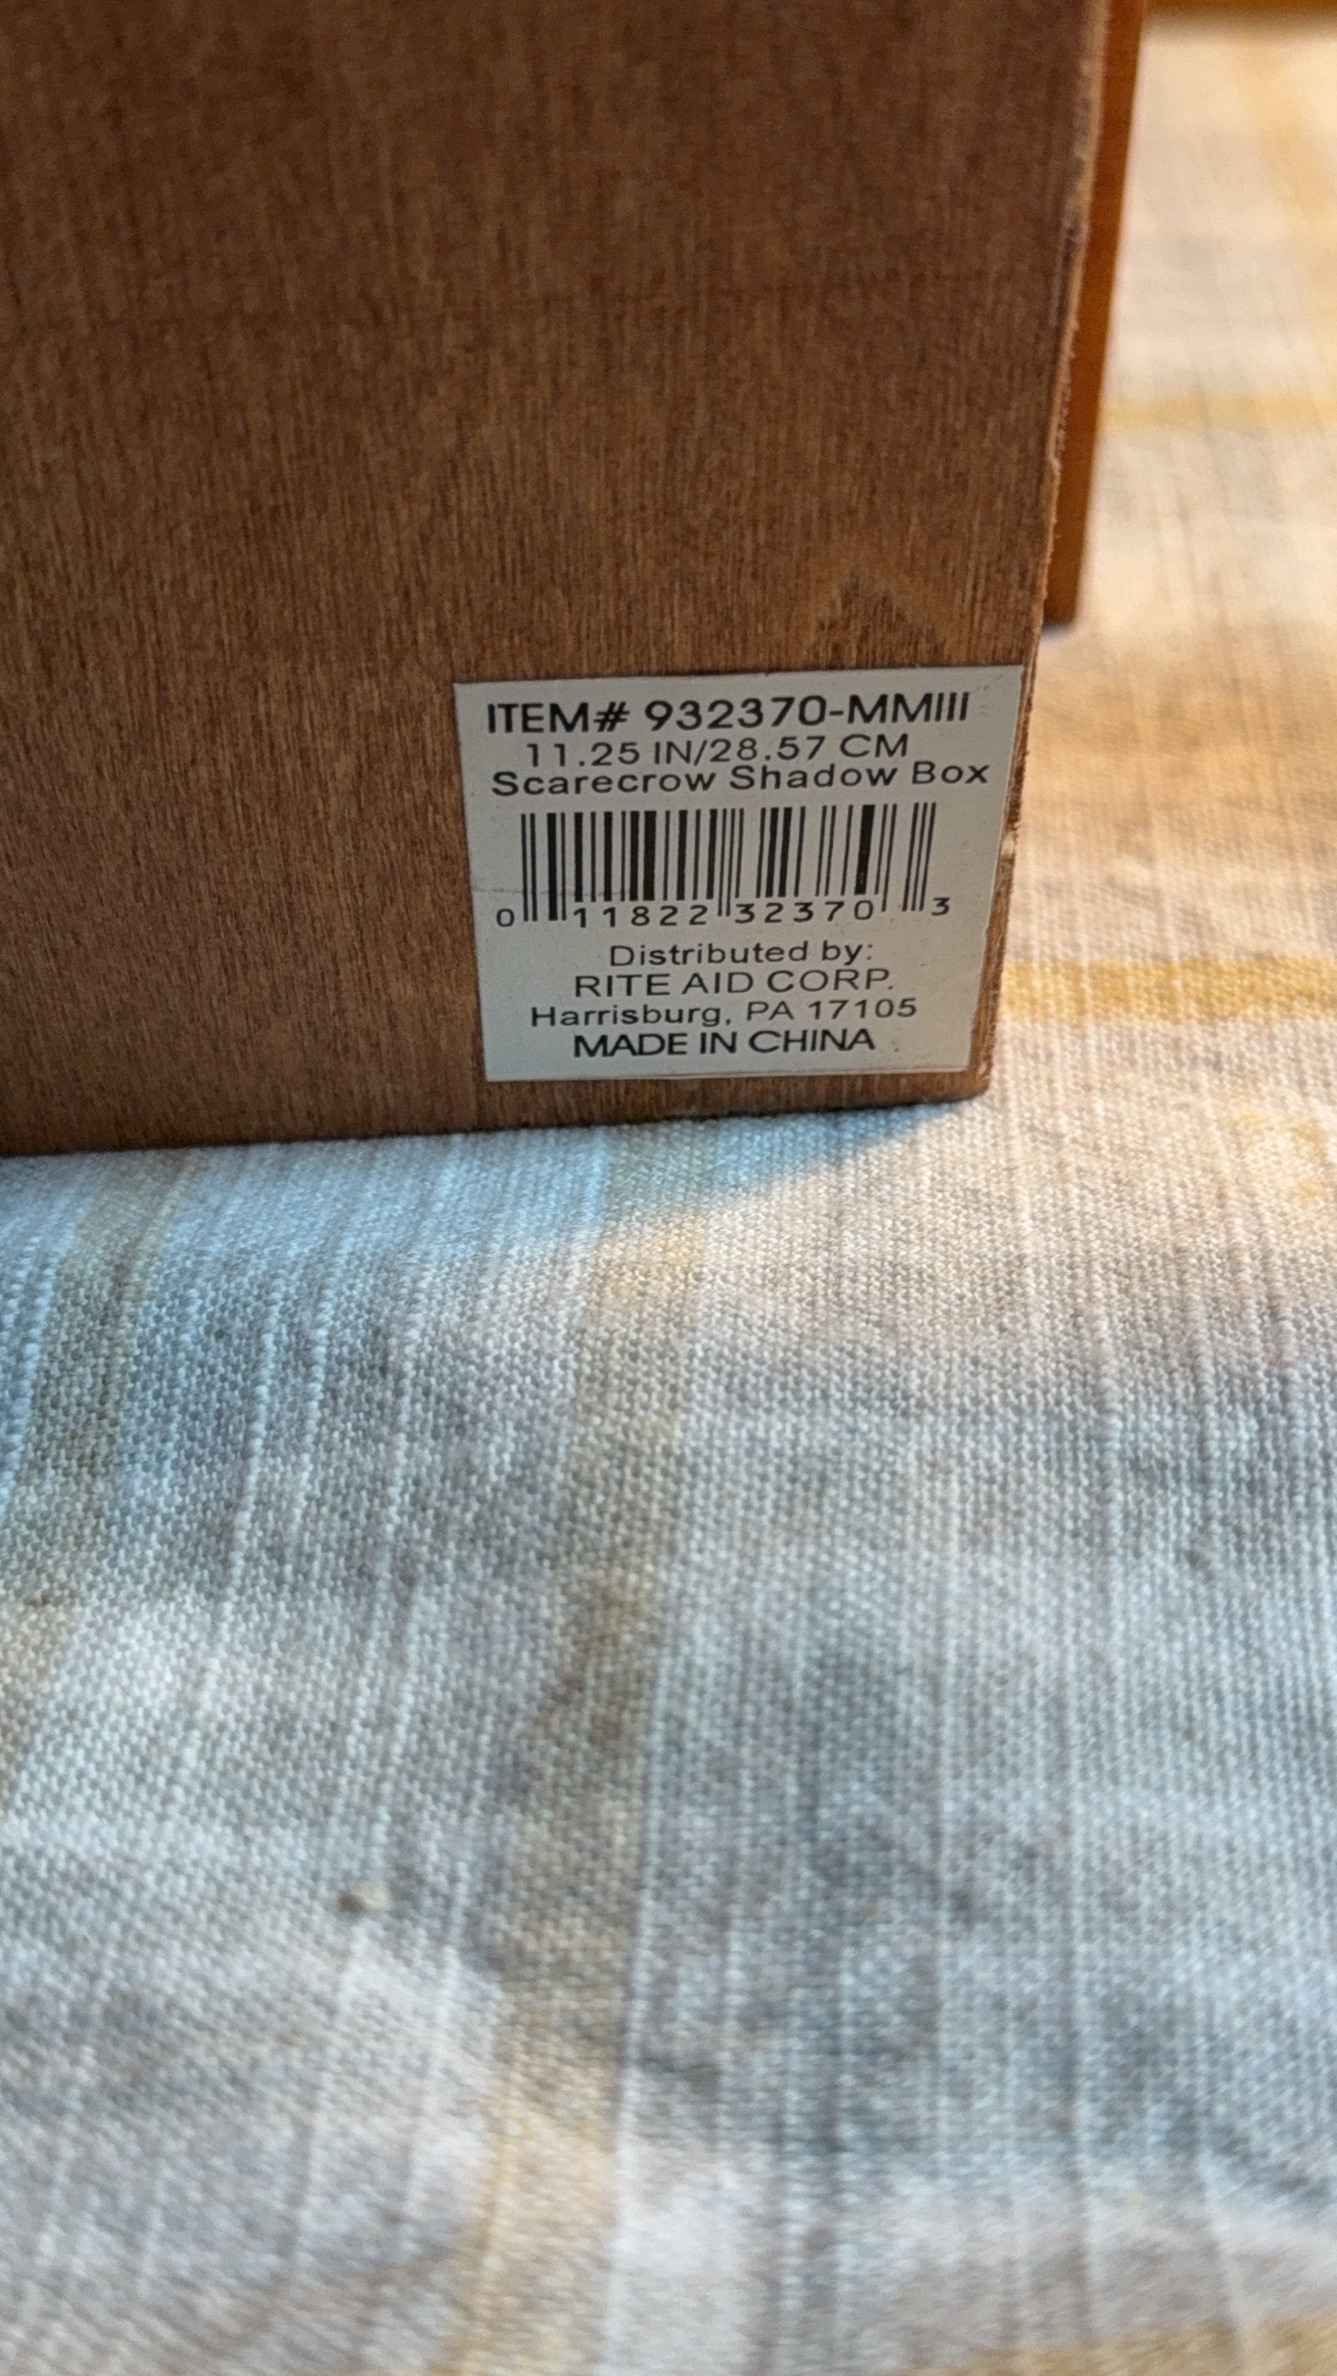 ITEM# 932370-MMIII
11.25 IN/28.57 CM
Scarecrow Shadow Box
0 11822 32370 3
Distributed by:
RITE AID CORP.
Harrisburg, PA 17105
MADE IN CHINA